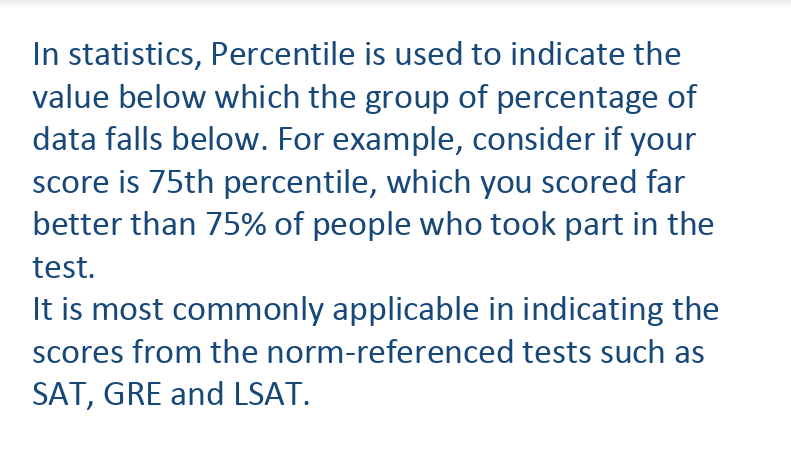 In statistics, Percentile is used to indicate the
value below which the group of percentage of
data falls below. For example, consider if your
score is 75th percentile, which you scored far
better than 75% of people who took part in the
test.
It is most commonly applicable in indicating the
scores from the norm-referenced tests such as
SAT, GRE and LSAT.